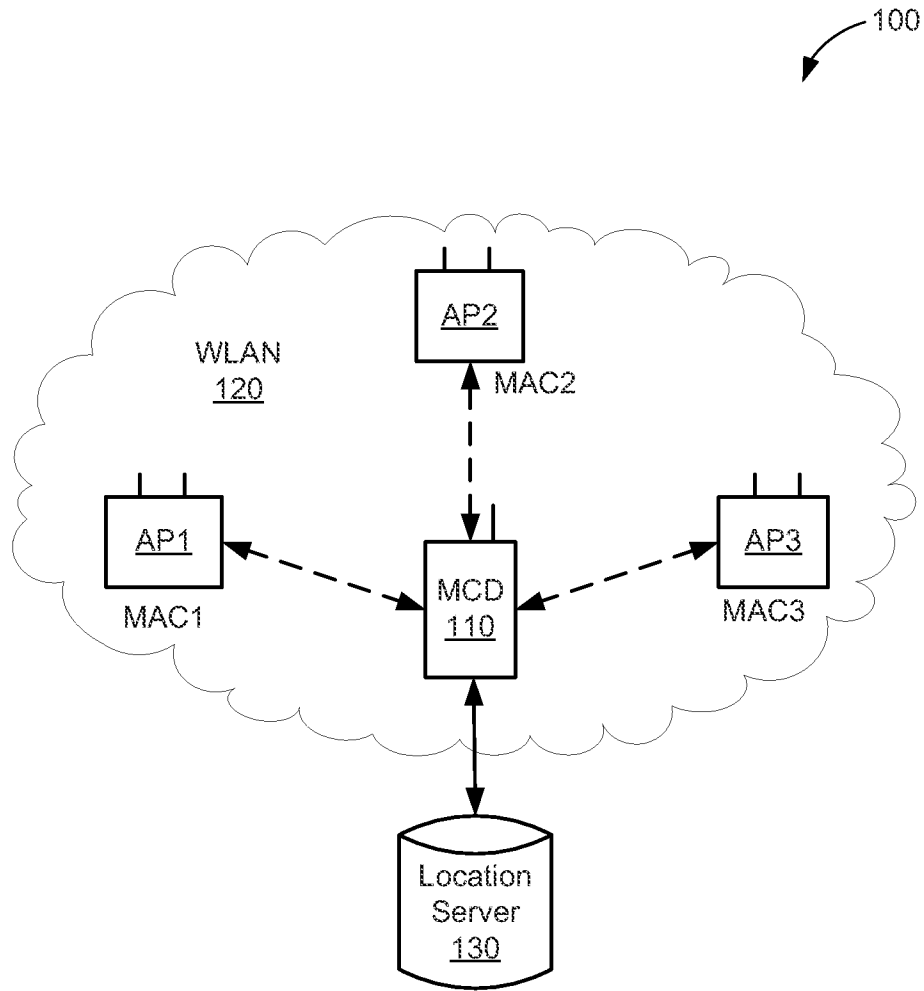 100
AP2
WLAN
120
MAC2
AP1
AP3
MCD
110
MAC1
MAC3
Location
Server
130